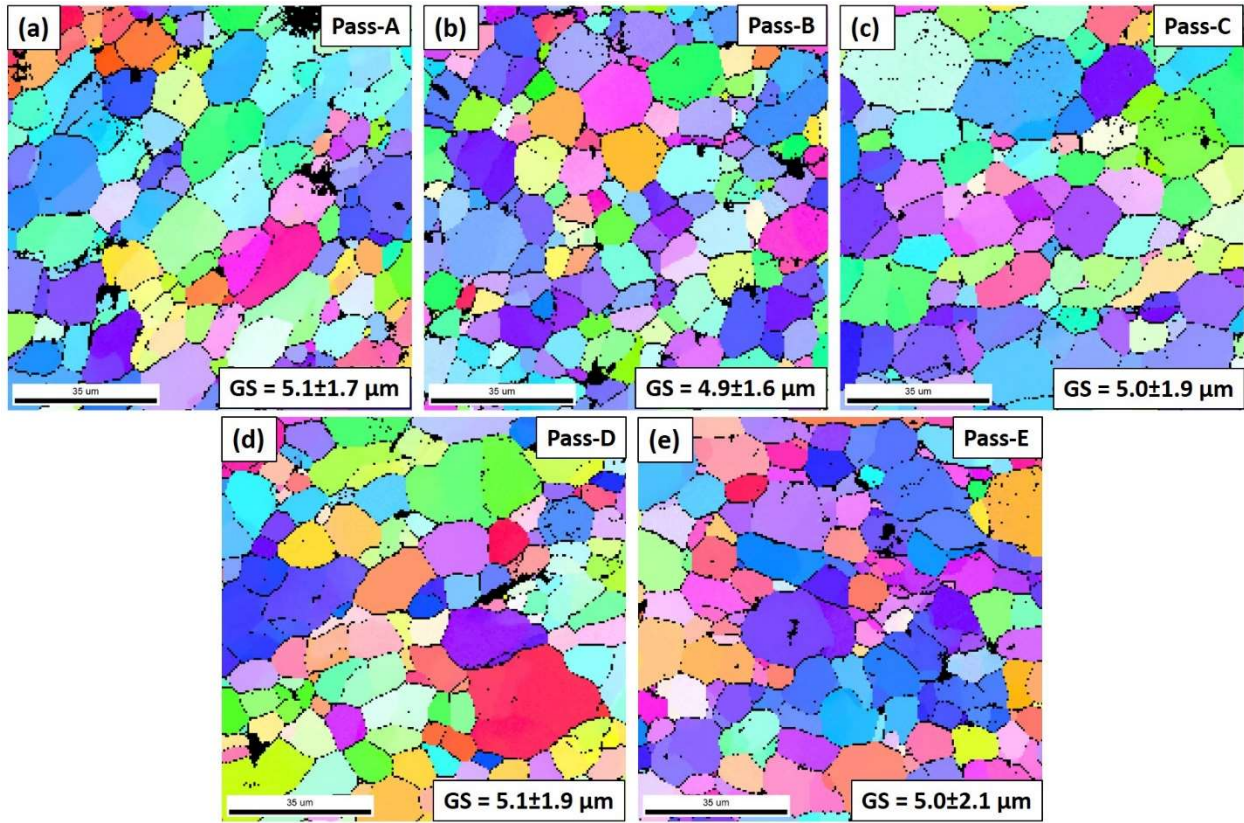 (a)
Pass-A
35 um
GS = 5.1±1.7 µm
(b)
Pass-B
35 um
GS = 4.9±1.6 µm
(c)
Pass-C
35 um
GS = 5.0±1.9 µm
(d)
Pass-D
35 um
GS = 5.1±1.9 µm
(e)
Pass-E
35 um
GS = 5.0±2.1 µm